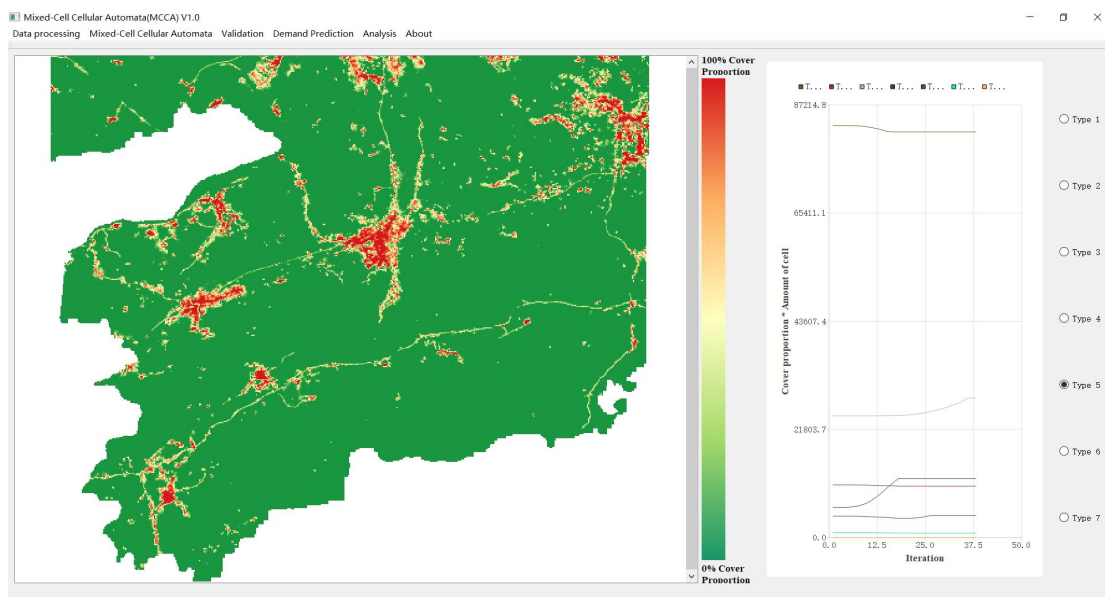 Mixed-Cell Cellular Automata(MCCA) V1.0
Data processing Mixed-Cell Cellular Automata Validation Demand Prediction Analysis About
100% Cover
Proportion
0% Cover
Proportion
T... T... T... T... T... T... T...
87214.8
65411.1
43607.4
21803.7
0.0
Cover proportion * Amount of cell
0.0 12.5 25.0 37.5 50.0
Iteration
Type 1
Type 2
Type 3
Type 4
Type 5
Type 6
Type 7